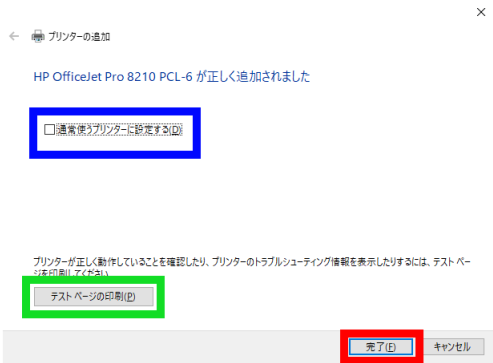 プリンターの追加
HP OfficeJet Pro 8210 PCL-6 が正しく追加されました
通常使うプリンターに設定する(D)
プリンターが正しく動作していることを確認したり、プリンターのトラブルシューティング情報を表示したりするには、テスト ペー
ジを印刷してください。
テスト ページの印刷(P)
完了(F) キャンセル